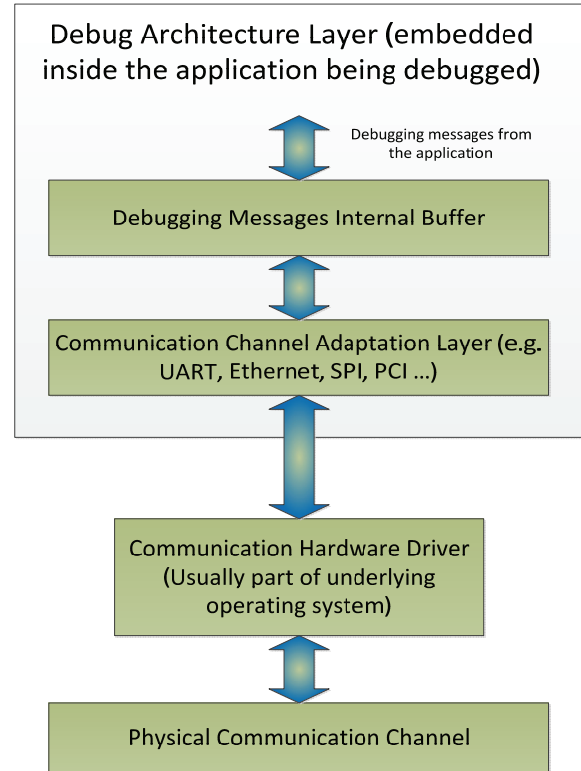 Debug Architecture Layer (embedded
inside the application being debugged)
Debugging messages from
the application
Debugging Messages Internal Buffer
Communication Channel Adaptation Layer (e.g.
UART, Ethernet, SPI, PCI ...)
Communication Hardware Driver
(Usually part of underlying
operating system)
Physical Communication Channel